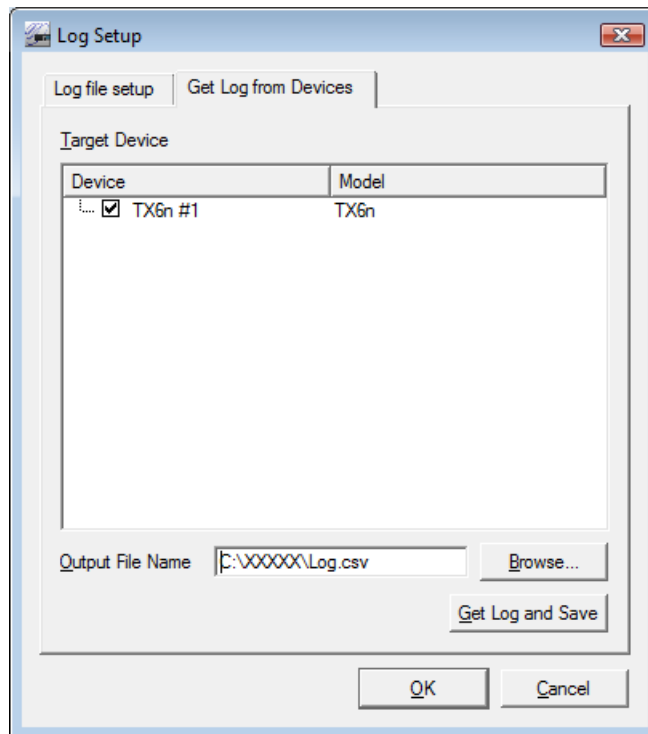 Log Setup
Log file setup Get Log from Devices
Target Device
Device Model
TX6n #1 TX6n
Output File Name C:\XXXXX\Log.csv Browse...
Get Log and Save
OK Cancel